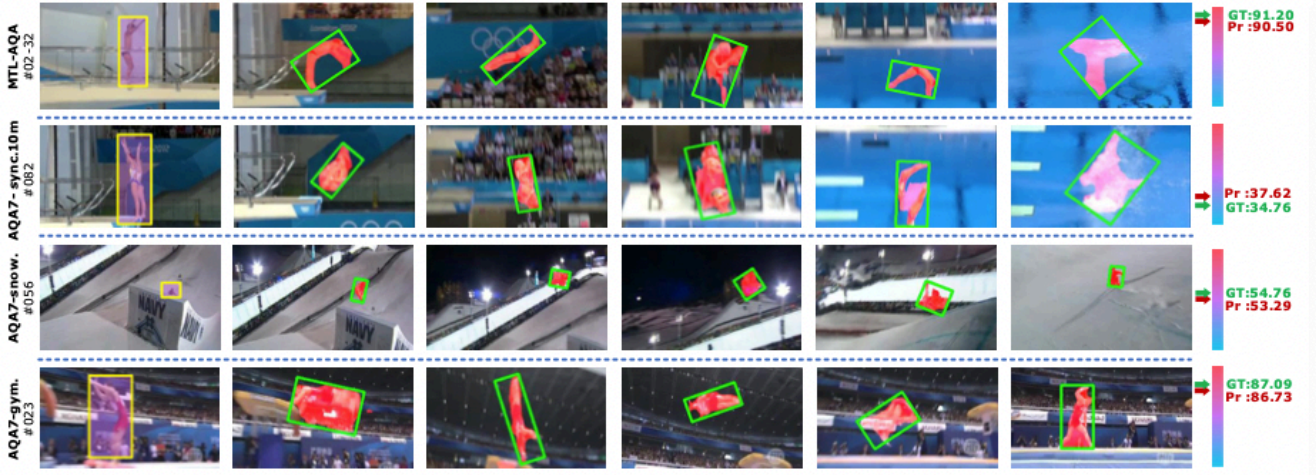 MTL-AQA
#02-32
GT:91.20
Pr :90.50
AQA7-sync.10m
#082
Pr :37.62
GT:34.76
AQA7-snow.
#056
NAVY
NAVY
GT:54.76
Pr :53.29
AQA7-gym.
#023
GT:87.09
Pr :86.73